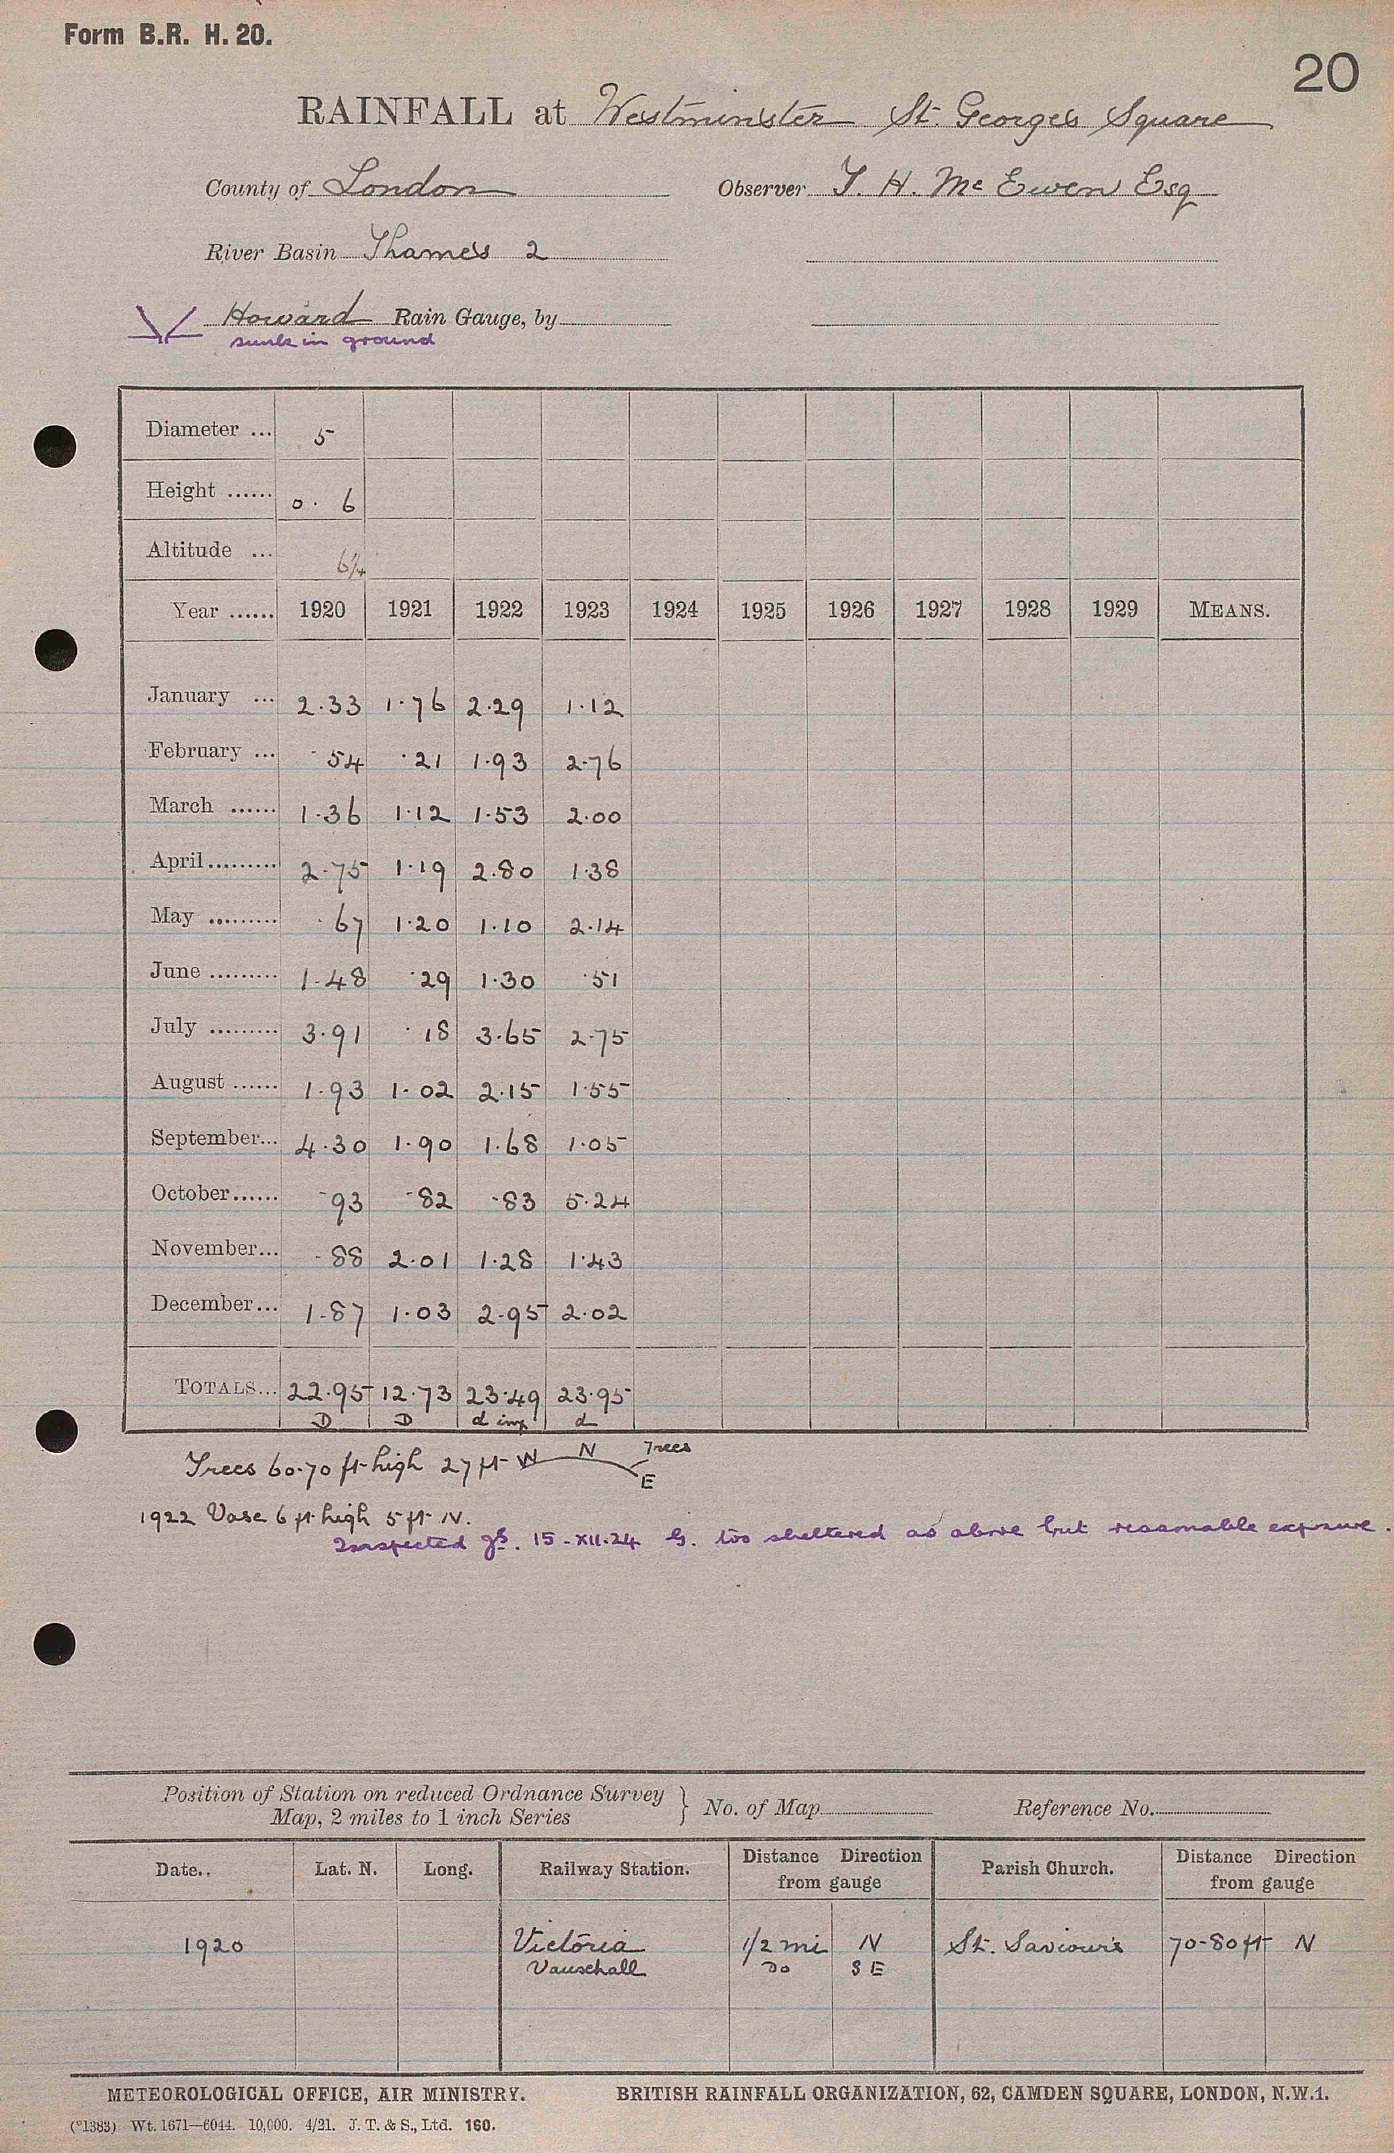 Form B.R. H. 20.
20
RAINFALL at Westminster St. George's Square
County of London Observer T. H. McEwen Esq
River Basin Thames 2
Howard Rain Gauge, by
sunk in ground
Diameter ... 5
Height ...... 0. 6
Altitude ...
Year ...... 1920 1921 1922 1923 1924 1925 1926 1927 1928 1929 MEANS.
January ... 2.33 1.76 2.29 1.12
February ... .54 .21 1.93 2.76
March ...... 1.36 1.12 1.53 2.00
April......... 2.75 1.19 2.80 1.38
May ......... .67 1.20 1.10 2.14
June ......... 1.48 .29 1.30 .51
July ......... 3.91 .18 3.65 2.75
August ...... 1.93 1.02 2.15 1.55
September... 4.30 1.90 1.68 1.05
October...... .93 .82 .83 5.24
November... .88 2.01 1.28 1.43
December... 1.87 1.03 2.95 2.02
TOTALS... 22.95 12.73 23.49 23.95
D D d imp d
Trees 60-70 ft high 27 ft W N Trees E
1922 Vase 6 ft high 5 ft N.
Inspected 15-XII-24 G. too sheltered as above but reasonable exposure.
Position of Station on reduced Ordnance Survey
Map, 2 miles to 1 inch Series } No. of Map Reference No.
Date.. Lat. N. Long. Railway Station. Distance Direction from gauge Parish Church. Distance Direction from gauge
1920 Victoria 1/2 mi N St. Saviour's 70-80 ft N
Vauxhall Do S E
METEOROLOGICAL OFFICE, AIR MINISTRY. BRITISH RAINFALL ORGANIZATION, 62, CAMDEN SQUARE, LONDON, N.W.1.
(*1383) Wt. 1671—6044. 10,000. 4/21. J. T. & S., Ltd. 160.